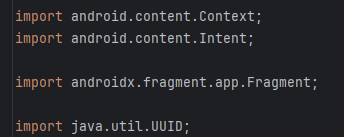 import android.content.Context;
import android.content.Intent;
import androidx.fragment.app.Fragment;
import java.util.UUID;